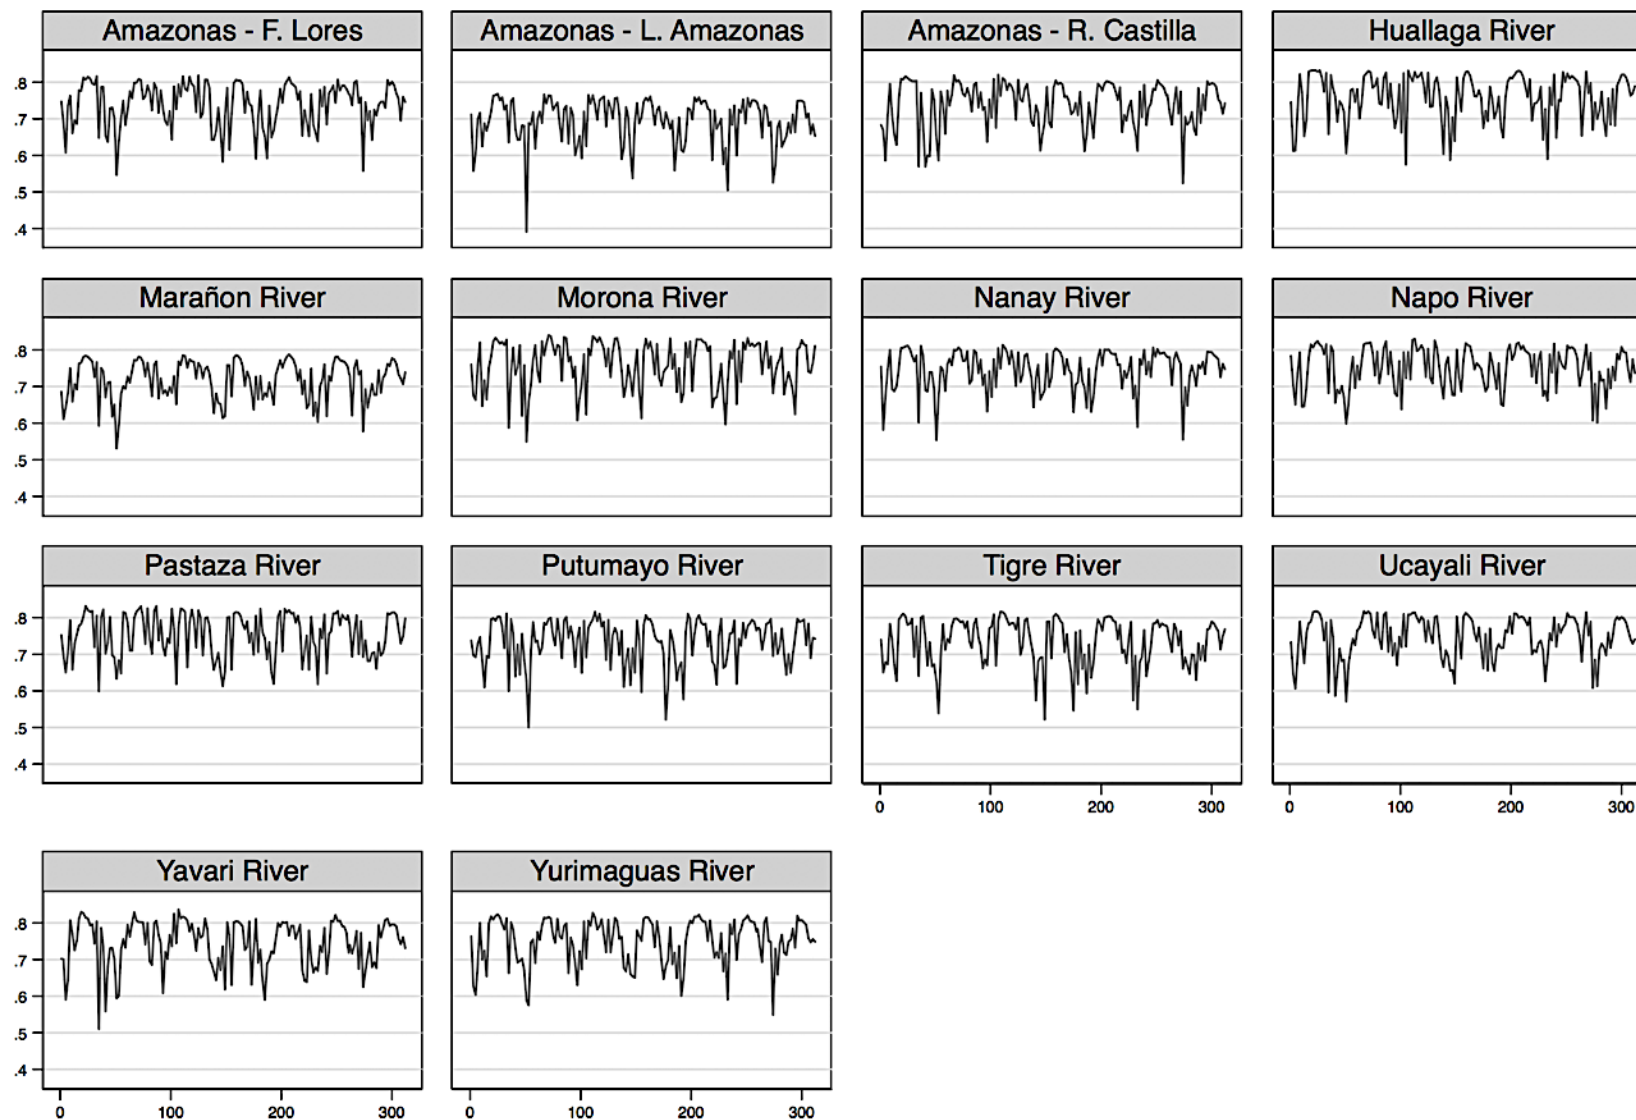 Amazonas - F. Lores
Amazonas - L. Amazonas
Amazonas - R. Castilla
Huallaga River
.8
.7
.6
.5
.4
Marañon River
Morona River
Nanay River
Napo River
.8
.7
.6
.5
.4
Pastaza River
Putumayo River
Tigre River
Ucayali River
.8
.7
.6
.5
.4
0 100 200 300
0 100 200 300
Yavari River
Yurimaguas River
.8
.7
.6
.5
.4
0 100 200 300
0 100 200 300